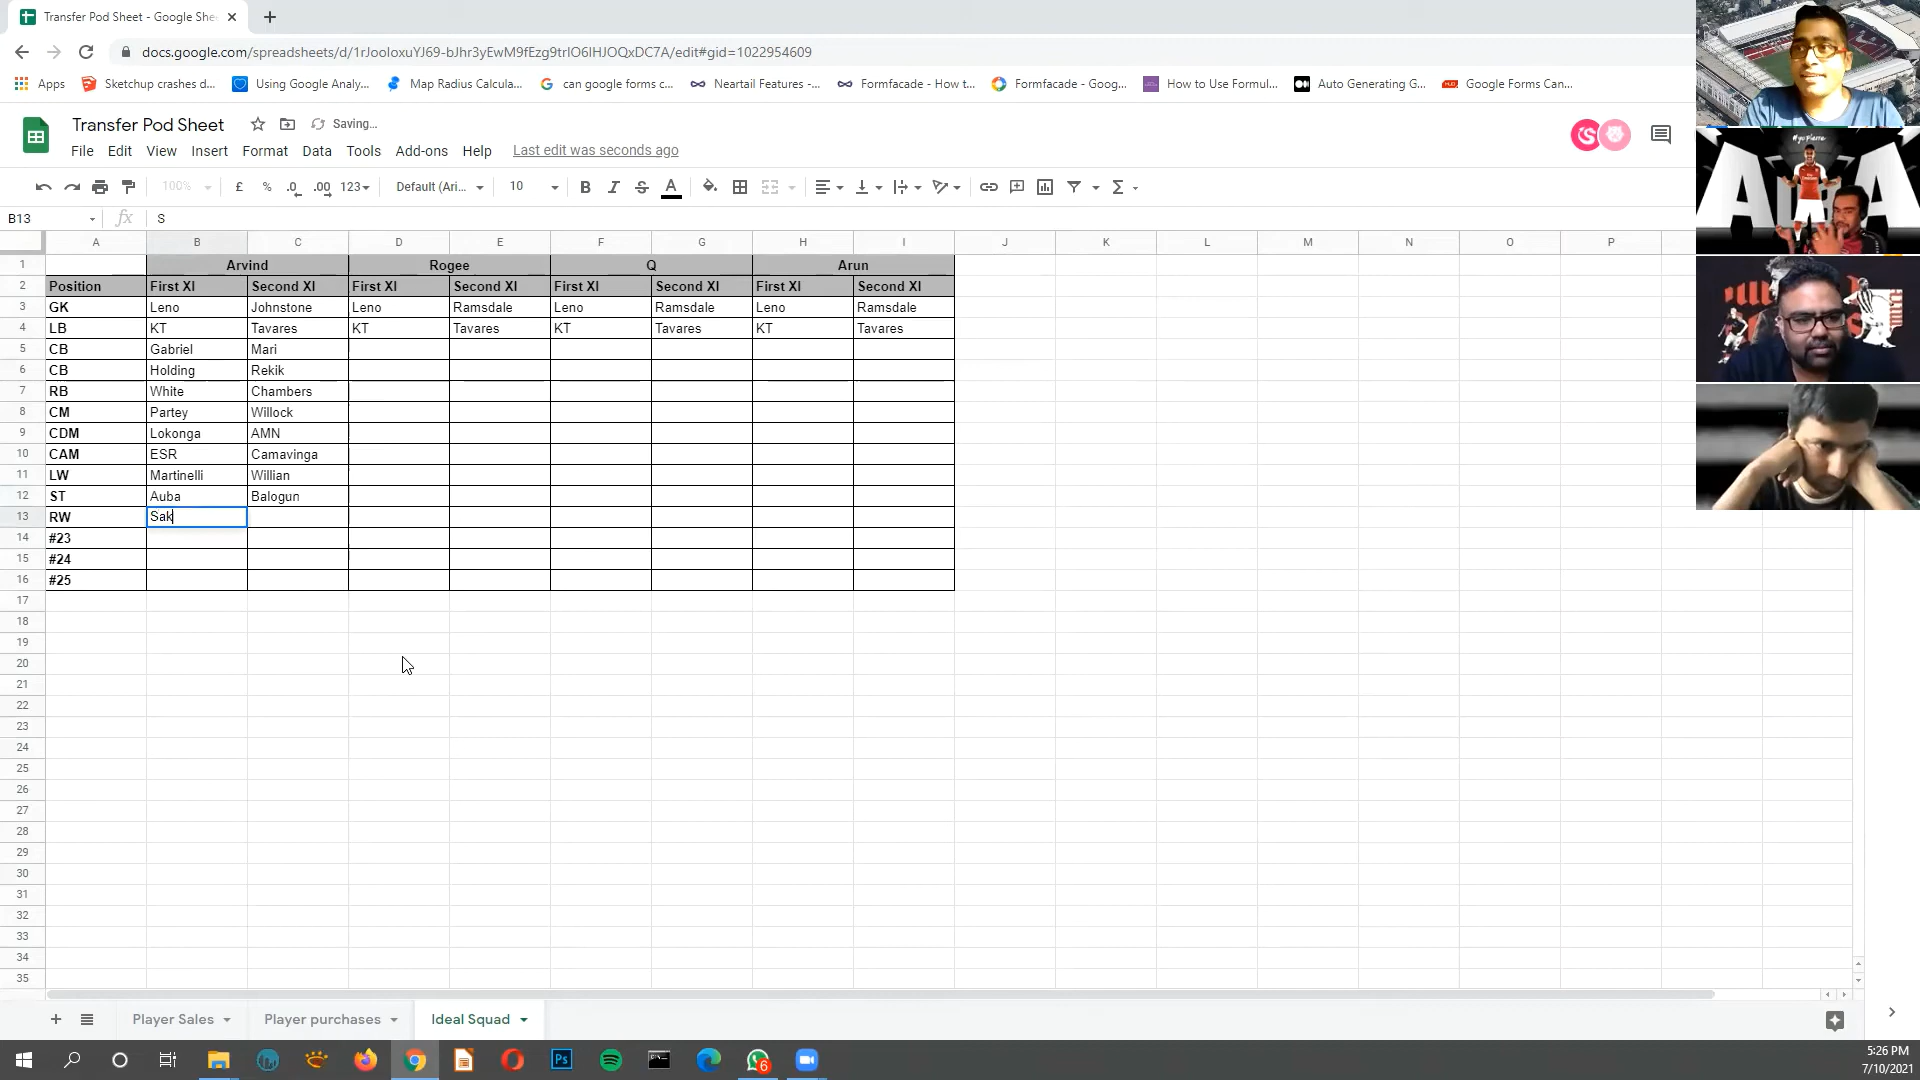 Transfer Pod Sheet - Google She
docs.google.com/spreadsheets/d/1rJooIoxuYJ69-bJhr3yEwM9fEzg9trIO6IHJOQxDC7A/edit#gid=1022954609
Apps Sketchup crashes d... Using Google Analy... Map Radius Calcula... can google forms c... Neartail Features -... Formfacade - How t... Formfacade - Goog... How to Use Formul... Auto Generating G... Google Forms Can...
Transfer Pod Sheet Saving...
File Edit View Insert Format Data Tools Add-ons Help Last edit was seconds ago
100% £ % .0 .00 123 Default (Ari... 10 B I S A
B13 fx S
A B C D E F G H I J K L M N O P
1 Arvind Rogee Q Arun
2 Position First XI Second XI First XI Second XI First XI Second XI First XI Second XI
3 GK Leno Johnstone Leno Ramsdale Leno Ramsdale Leno Ramsdale
4 LB KT Tavares KT Tavares KT Tavares KT Tavares
5 CB Gabriel Mari
6 CB Holding Rekik
7 RB White Chambers
8 CM Partey Willock
9 CDM Lokonga AMN
10 CAM ESR Camavinga
11 LW Martinelli Willian
12 ST Auba Balogun
13 RW Sak
14 #23
15 #24
16 #25
17
18
19
20
21
22
23
24
25
26
27
28
29
30
31
32
33
34
35
Player Sales Player purchases Ideal Squad
Ps 6
5:26 PM
7/10/2021